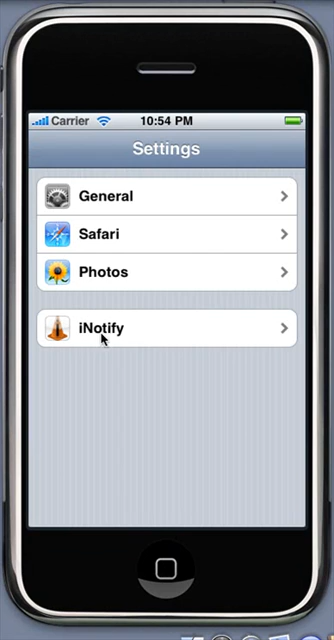 Carrier 10:54 PM
Settings
General
Safari
Photos
iNotify